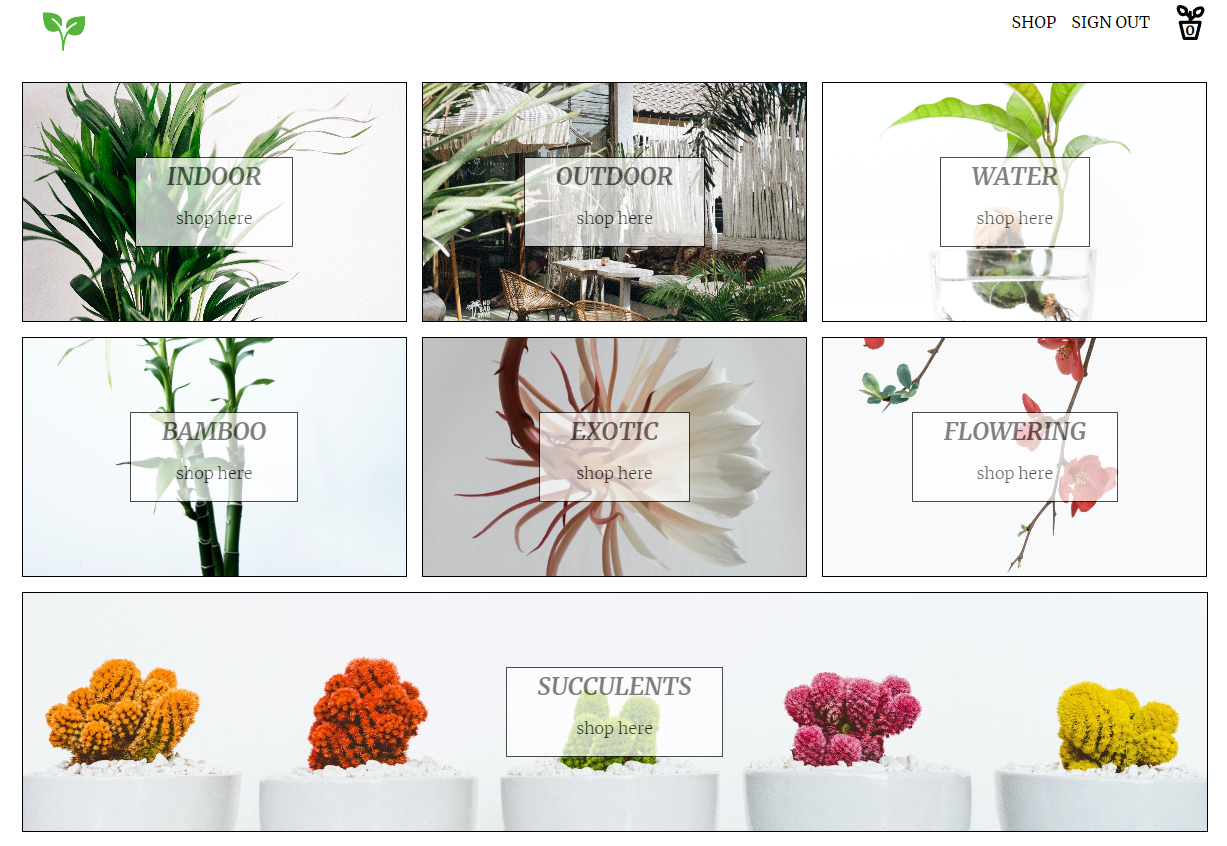 SHOP SIGN OUT 0
INDOOR
shop here
OUTDOOR
shop here
WATER
shop here
BAMBOO
shop here
EXOTIC
shop here
FLOWERING
shop here
SUCCULENTS
shop here